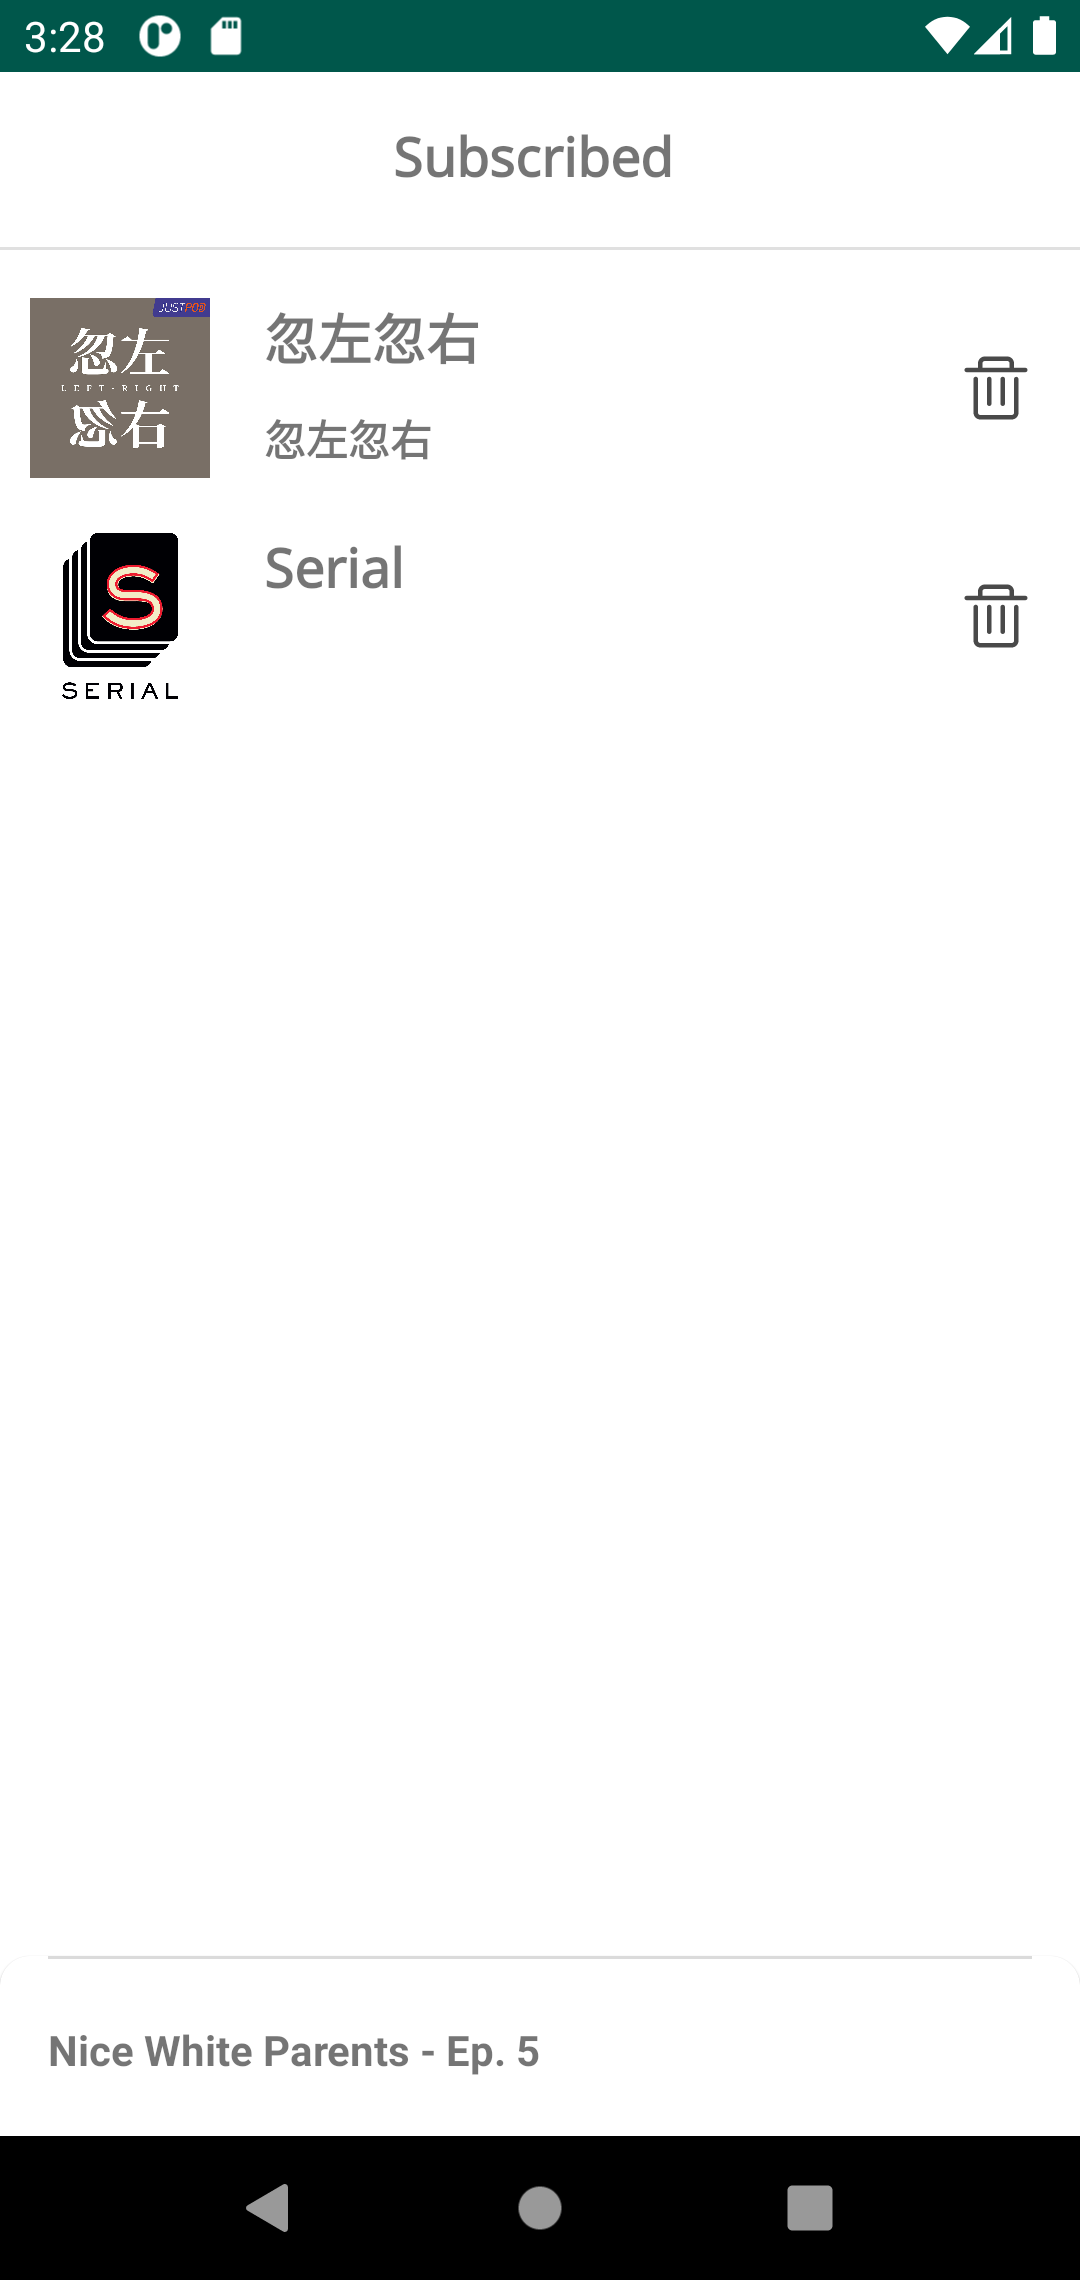 3:28
Subscribed
JUSTPOD
忽左
LEFT·RIGHT
忽右
忽左忽右
忽左忽右
S
SERIAL
Serial
Nice White Parents - Ep. 5